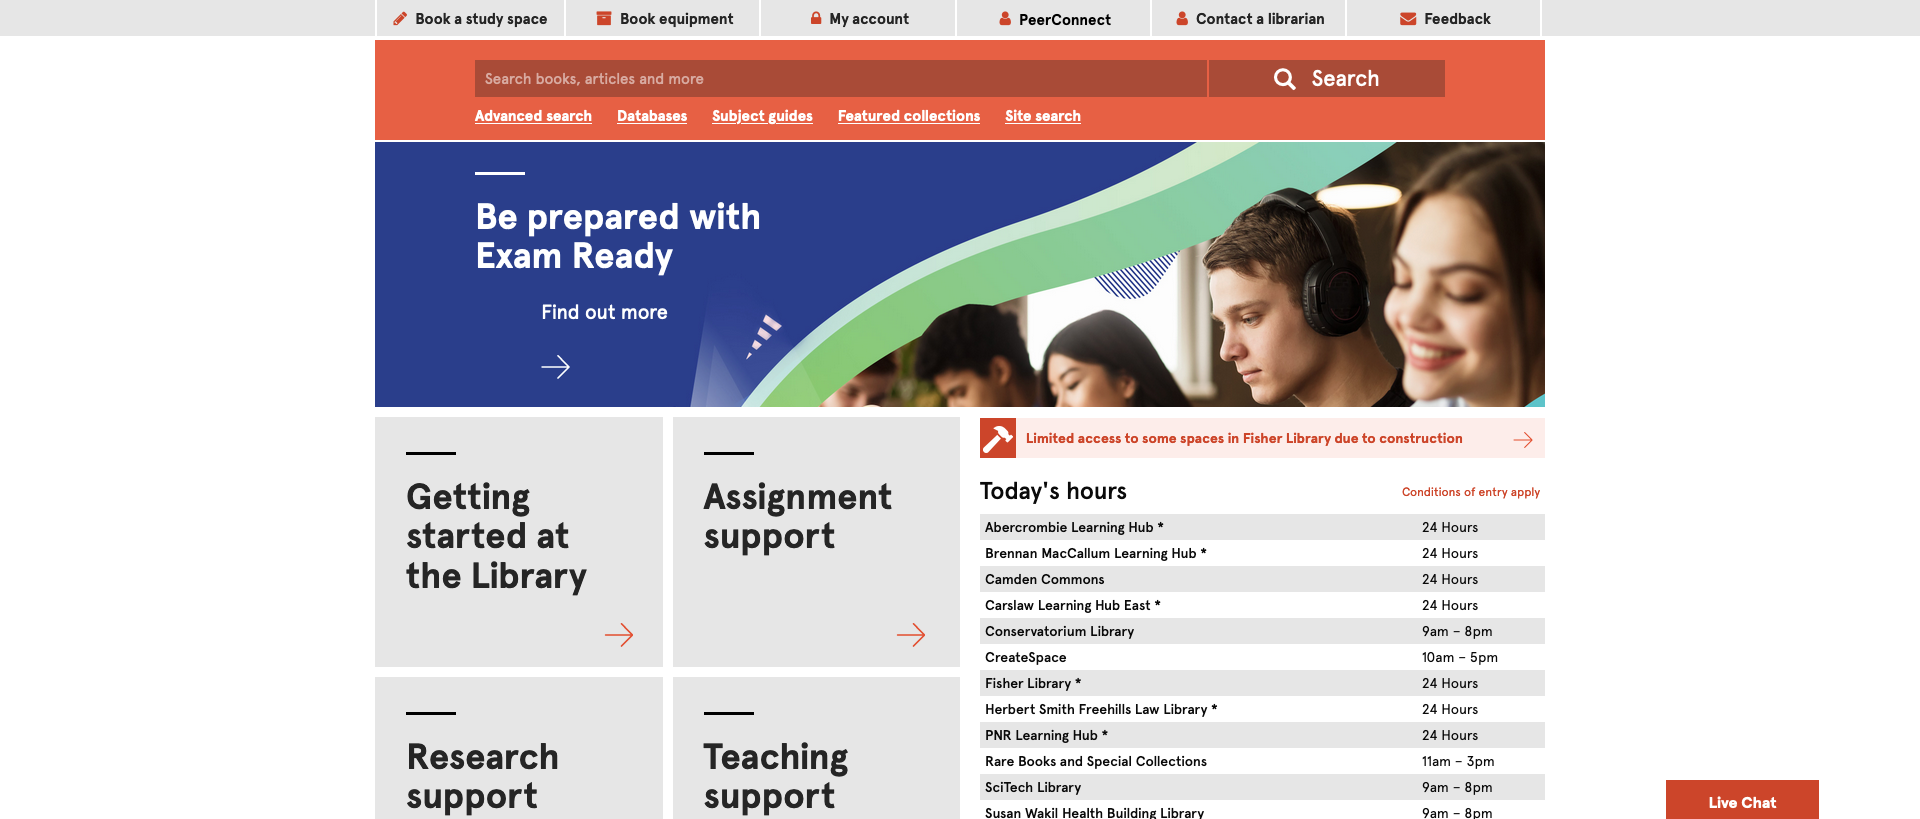 Book a study space
Book equipment
My account
PeerConnect
Contact a librarian
Feedback
Search books, articles and more
Search
Advanced search
Databases
Subject guides
Featured collections
Site search
Be prepared with
Exam Ready
Find out more
Getting
started at
the Library
Assignment
support
Research
support
Teaching
support
Limited access to some spaces in Fisher Library due to construction
Today's hours
Conditions of entry apply
Abercrombie Learning Hub * 24 Hours
Brennan MacCallum Learning Hub * 24 Hours
Camden Commons 24 Hours
Carslaw Learning Hub East * 24 Hours
Conservatorium Library 9am – 8pm
CreateSpace 10am – 5pm
Fisher Library * 24 Hours
Herbert Smith Freehills Law Library * 24 Hours
PNR Learning Hub * 24 Hours
Rare Books and Special Collections 11am – 3pm
SciTech Library 9am – 8pm
Susan Wakil Health Building Library 9am – 8pm
Live Chat